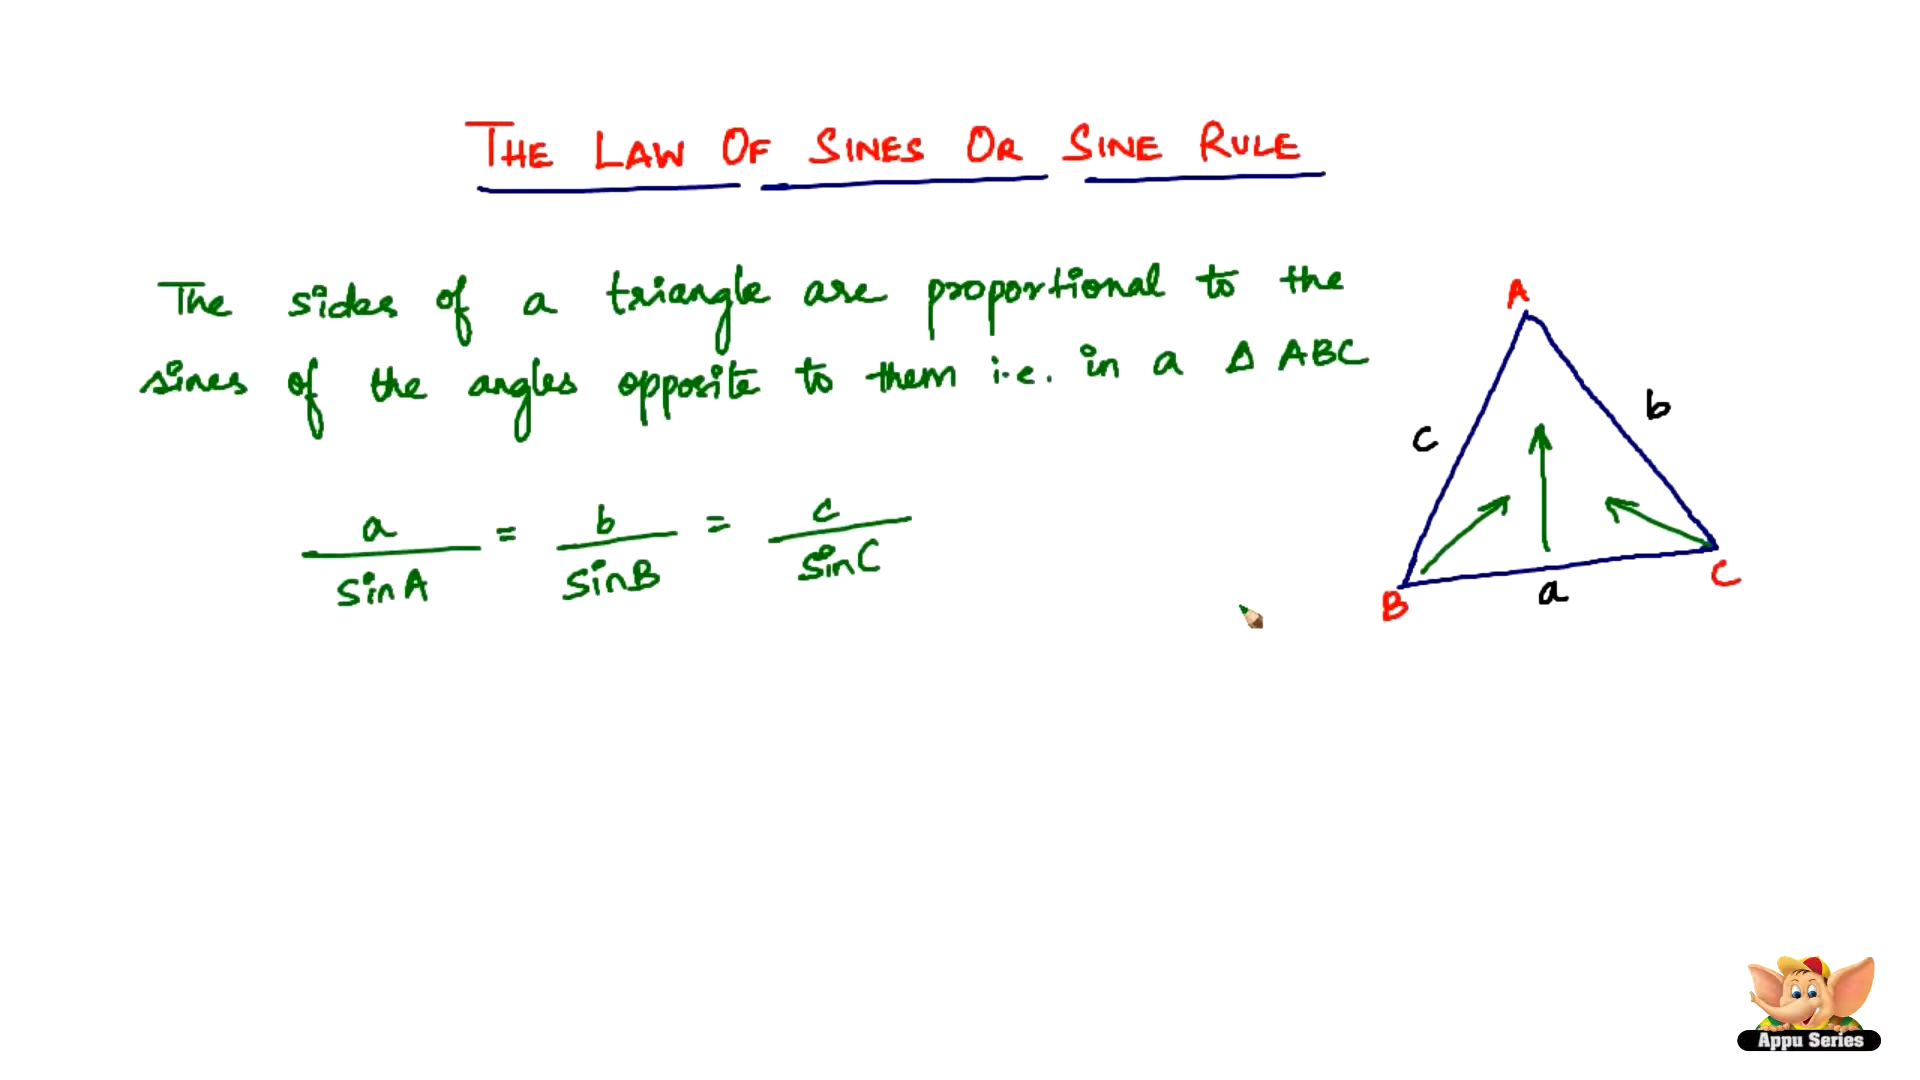 THE LAW OF SINES OR SINE RULE
The sides of a triangle are proportional to the
sines of the angles opposite to them i.e. in a Δ ABC
a/sinA = b/sinB = c/sinC
A
b
c
B
a
C
Appu Series